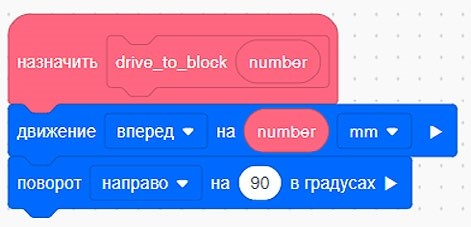 назначить drive_to_block number
движение вперед на number mm
поворот направо на 90 в градусах